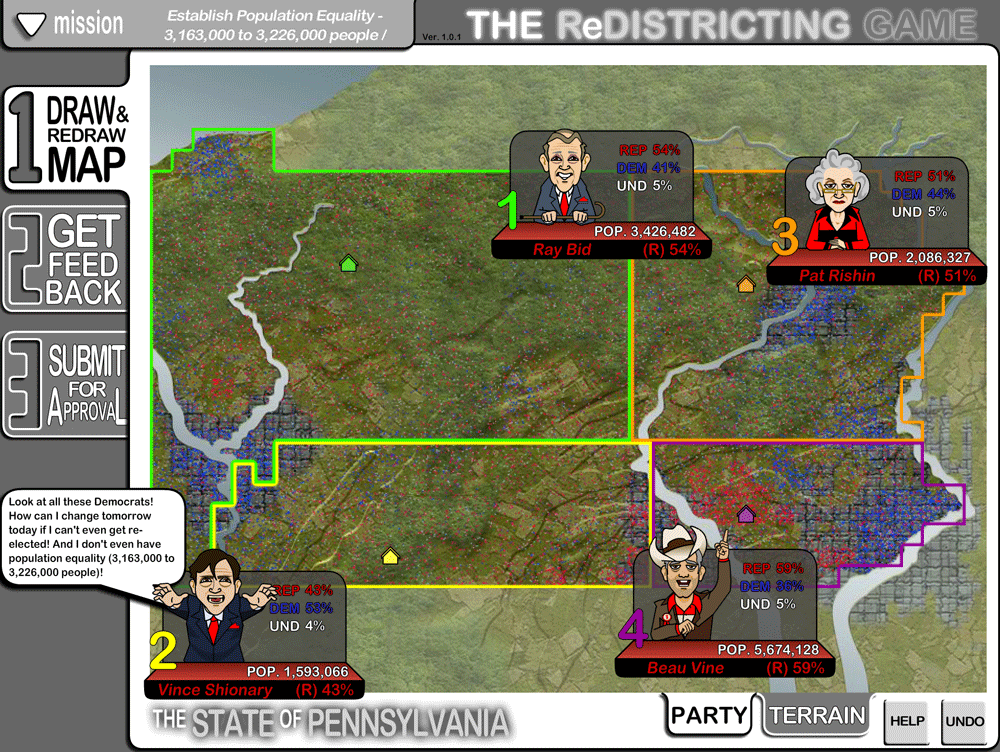 mission
Establish Population Equality -
3,163,000 to 3,226,000 people /
Ver. 1.0.1
THE ReDISTRICTING GAME
1 DRAW &
REDRAW
MAP
2 GET
FEED
BACK
3 SUBMIT
FOR
APPROVAL
1
REP 54%
DEM 41%
UND 5%
POP. 3,426,482
Ray Bid (R) 54%
3
REP 51%
DEM 44%
UND 5%
POP. 2,086,327
Pat Rishin (R) 51%
Look at all these Democrats!
How can I change tomorrow
today if I can't even get re-
elected! And I don't even have
population equality (3,163,000 to
3,226,000 people)!
2
REP 43%
DEM 53%
UND 4%
POP. 1,593,066
Vince Shionary (R) 43%
4
REP 59%
DEM 36%
UND 5%
POP. 5,674,128
Beau Vine (R) 59%
THE STATE OF PENNSYLVANIA
PARTY
TERRAIN
HELP
UNDO